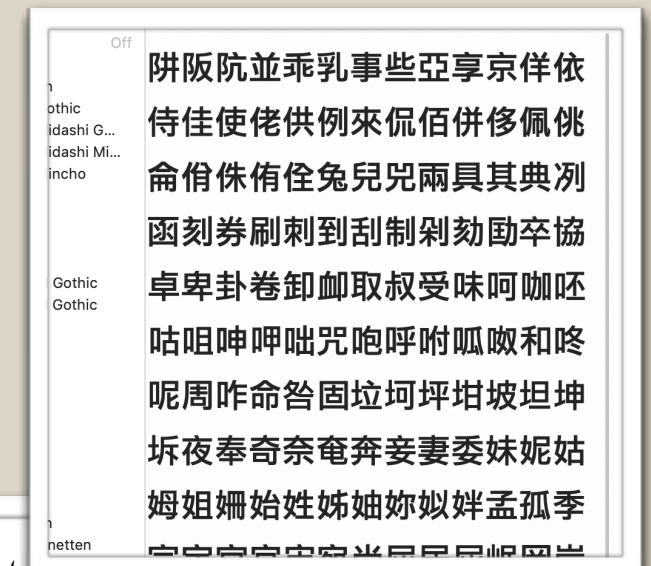 Off
othic
idashi G...
idashi Mi...
incho
Gothic
Gothic
netten
阱阪阬並乖乳事些亞享京佯依
侍佳使佬供例來侃佰併侈佩佻
侖佾侏侑佺兔兒兕兩具其典冽
函刻券刷刺到刮制剁劾劻卒協
卓卑卦卷卸卹取叔受味呵咖呸
咕咀呻呷咄咒咆呼咐呱呶和咚
呢周咋命咎固垃坷坪坩坡坦坤
坼夜奉奇奈奄奔妾妻委妹妮姑
姆姐姍始姓姊妯妳姒姅孟孤季